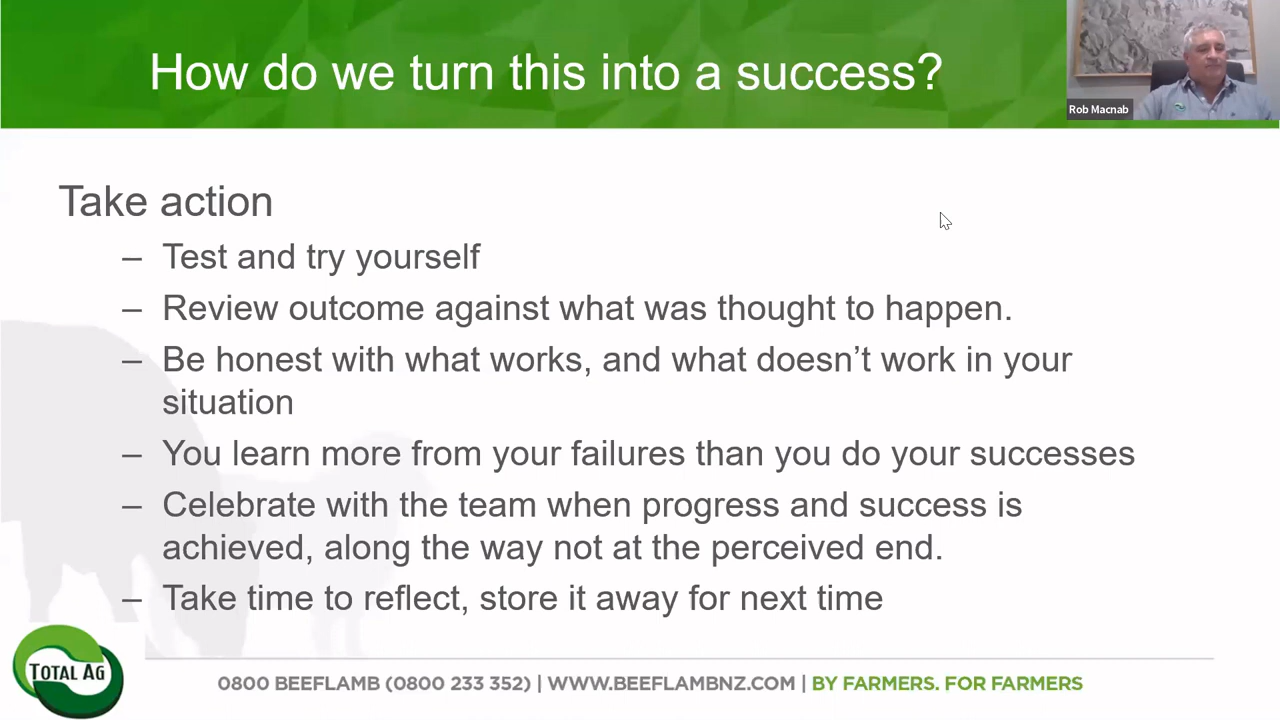 How do we turn this into a success?
Rob Macnab
Take action
– Test and try yourself
– Review outcome against what was thought to happen.
– Be honest with what works, and what doesn’t work in your
situation
– You learn more from your failures than you do your successes
– Celebrate with the team when progress and success is
achieved, along the way not at the perceived end.
– Take time to reflect, store it away for next time
TOTAL AG
0800 BEEFLAMB (0800 233 352) | WWW.BEEFLAMBNZ.COM | BY FARMERS. FOR FARMERS